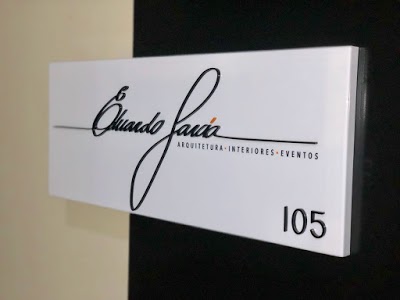 Eduardo Garcia
ARQUITETURA•INTERIORES•EVENTOS
105